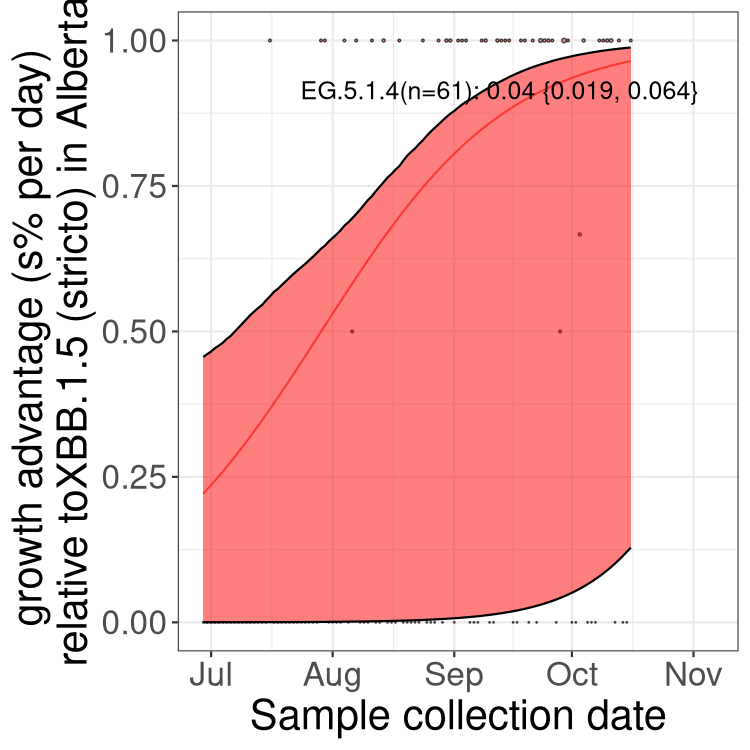 growth advantage (s% per day)
relative toXBB.1.5 (stricto) in Alberta
1.00
0.75
0.50
0.25
0.00
EG.5.1.4(n=61): 0.04 {0.019, 0.064}
Jul Aug Sep Oct Nov
Sample collection date